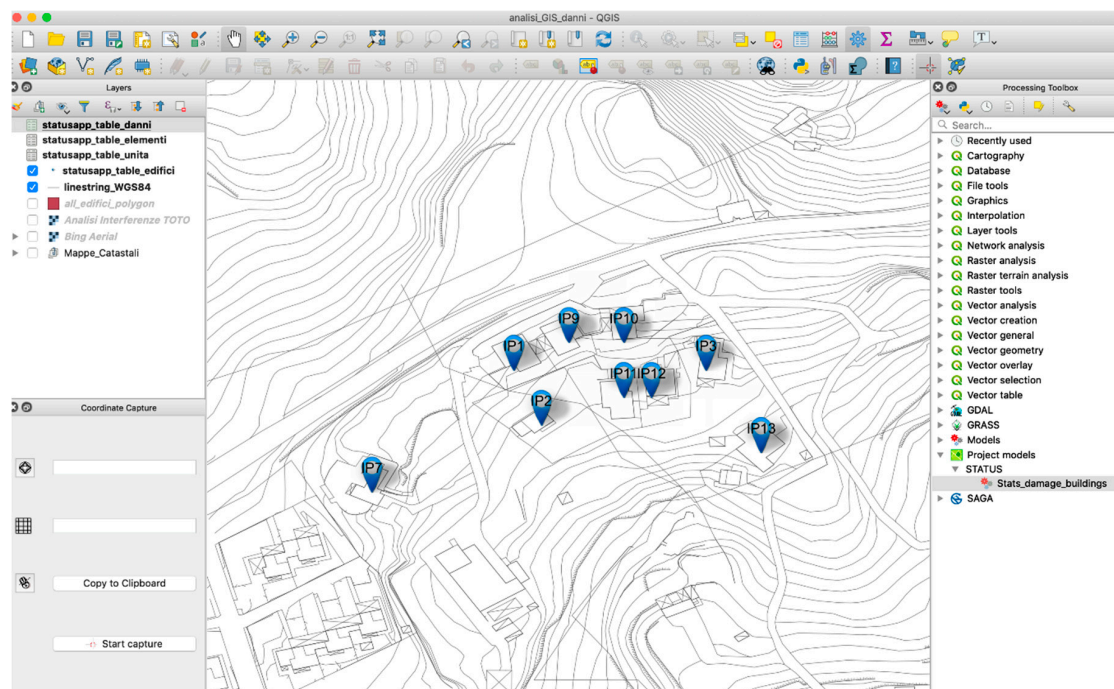 analisi_GIS_danni - QGIS
Layers
statusapp_table_danni
statusapp_table_elementi
statusapp_table_unita
statusapp_table_edifici
linestring_WGS84
all_edifici_polygon
Analisi Interferenze TOTO
Bing Aerial
Mappe_Catastali
Coordinate Capture
Copy to Clipboard
Start capture
IP9
IP10
IP1
IP3
IP11
IP12
IP2
IP13
IP7
Processing Toolbox
Search...
Recently used
Cartography
Database
File tools
Graphics
Interpolation
Layer tools
Network analysis
Raster analysis
Raster terrain analysis
Raster tools
Vector analysis
Vector creation
Vector general
Vector geometry
Vector overlay
Vector selection
Vector table
GDAL
GRASS
Models
Project models
STATUS
Stats_damage_buildings
SAGA